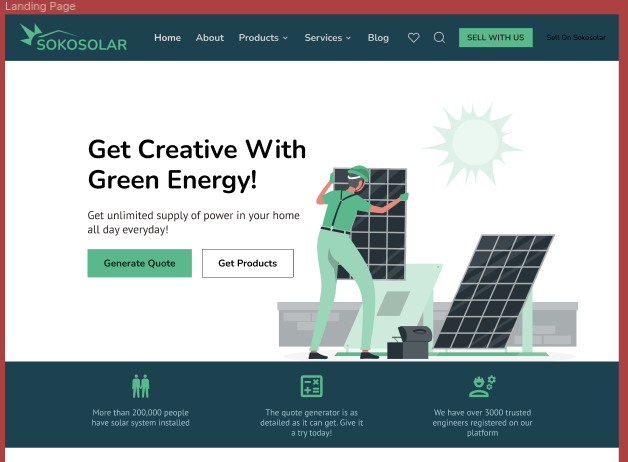 Landing Page
SOKOSOLAR
Home About Products Services Blog SELL WITH US Sell On Sokosolar
Get Creative With
Green Energy!
Get unlimited supply of power in your home
all day everyday!
Generate Quote Get Products
More than 200,000 people
have solar system installed
The quote generator is as
detailed as it can get. Give it
a try today!
We have over 3000 trusted
engineers registered on our
platform